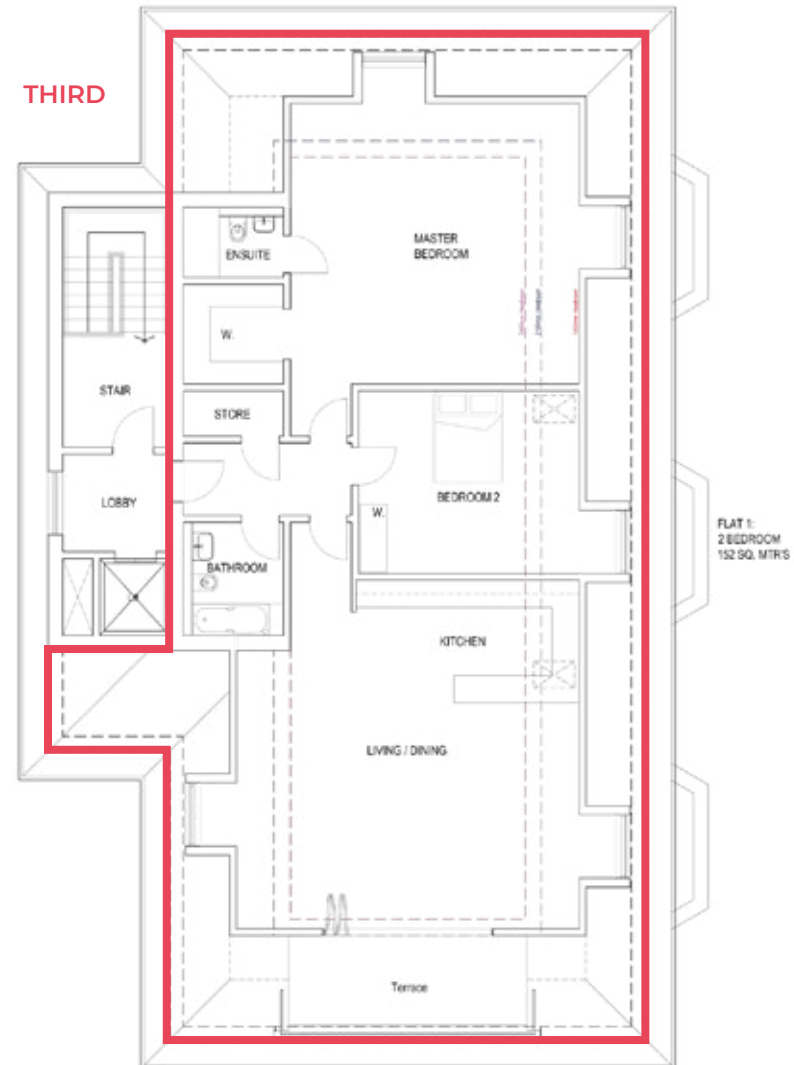 THIRD
MASTER
BEDROOM
ENSUITE
W.
STAIR
STORE
BEDROOM 2
LOBBY
W.
FLAT 1:
2 BEDROOM
152 SQ. MTR'S
BATHROOM
KITCHEN
LIVING / DINING
Terrace